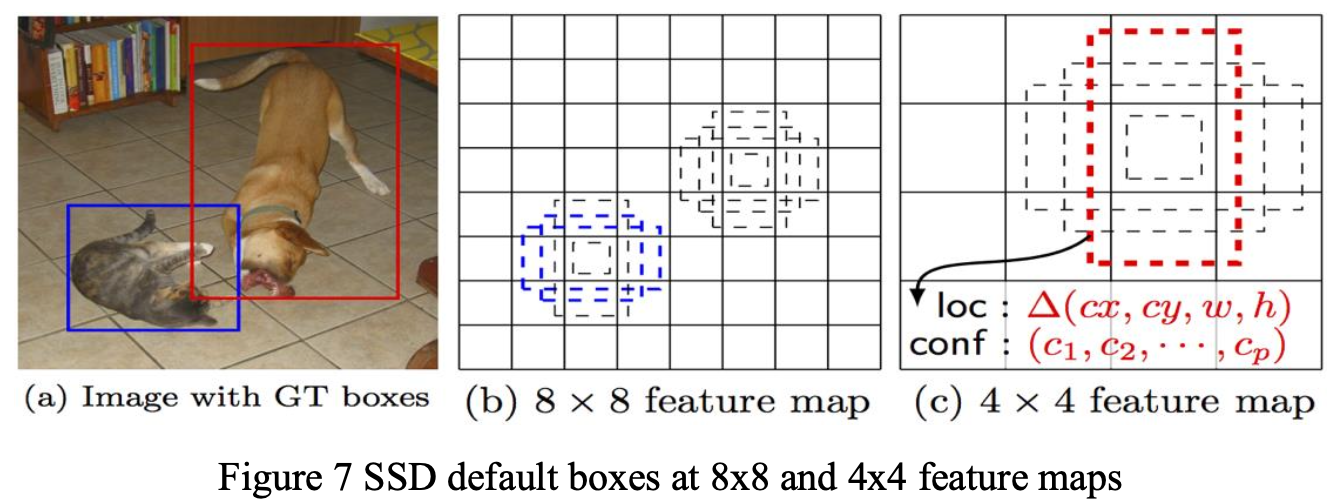 loc : Δ(cx, cy, w, h)
conf : (c₁, c₂, ⋯, cₚ)
(a) Image with GT boxes
(b) 8 × 8 feature map
(c) 4 × 4 feature map
Figure 7 SSD default boxes at 8x8 and 4x4 feature maps